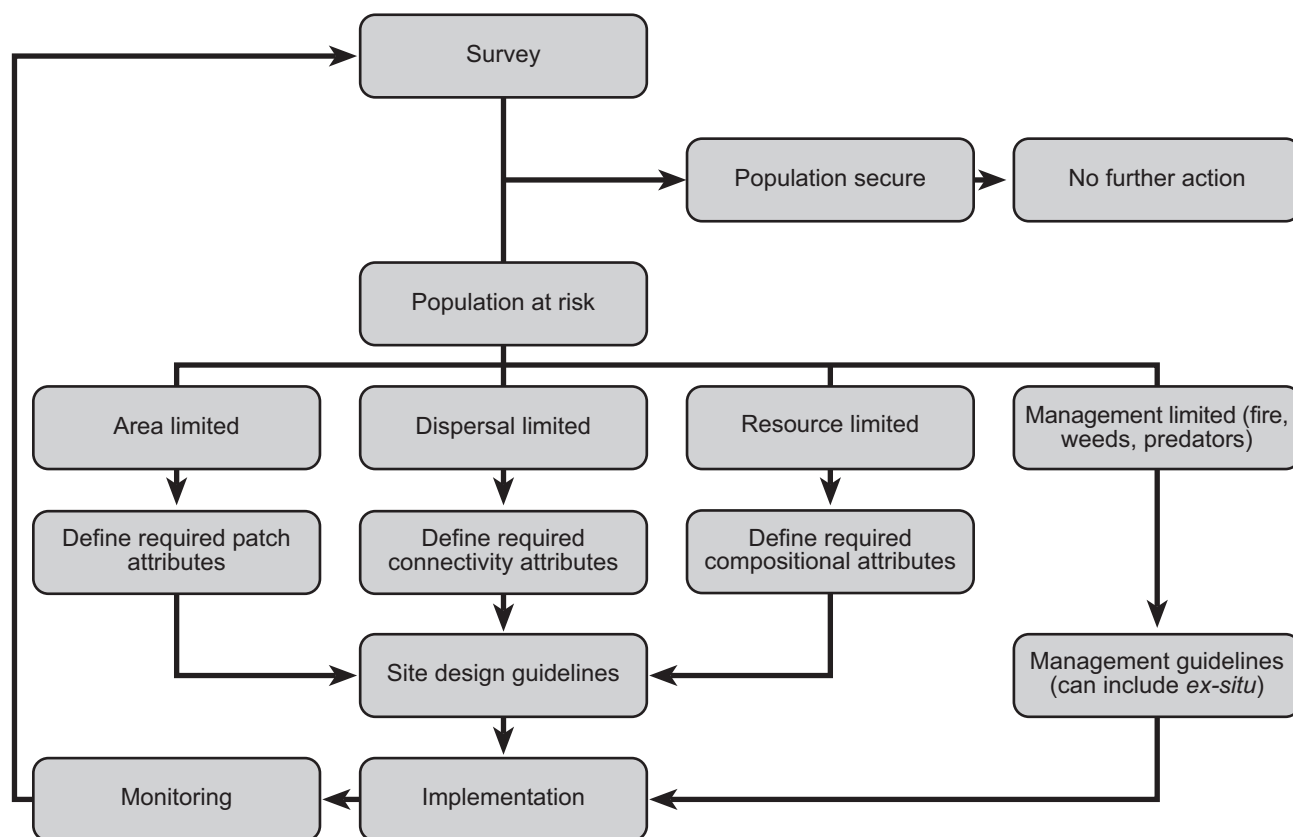 Survey
Population secure
No further action
Population at risk
Area limited
Dispersal limited
Resource limited
Management limited (fire,
weeds, predators)
Define required patch
attributes
Define required
connectivity attributes
Define required
compositional attributes
Site design guidelines
Management guidelines
(can include ex-situ)
Monitoring
Implementation